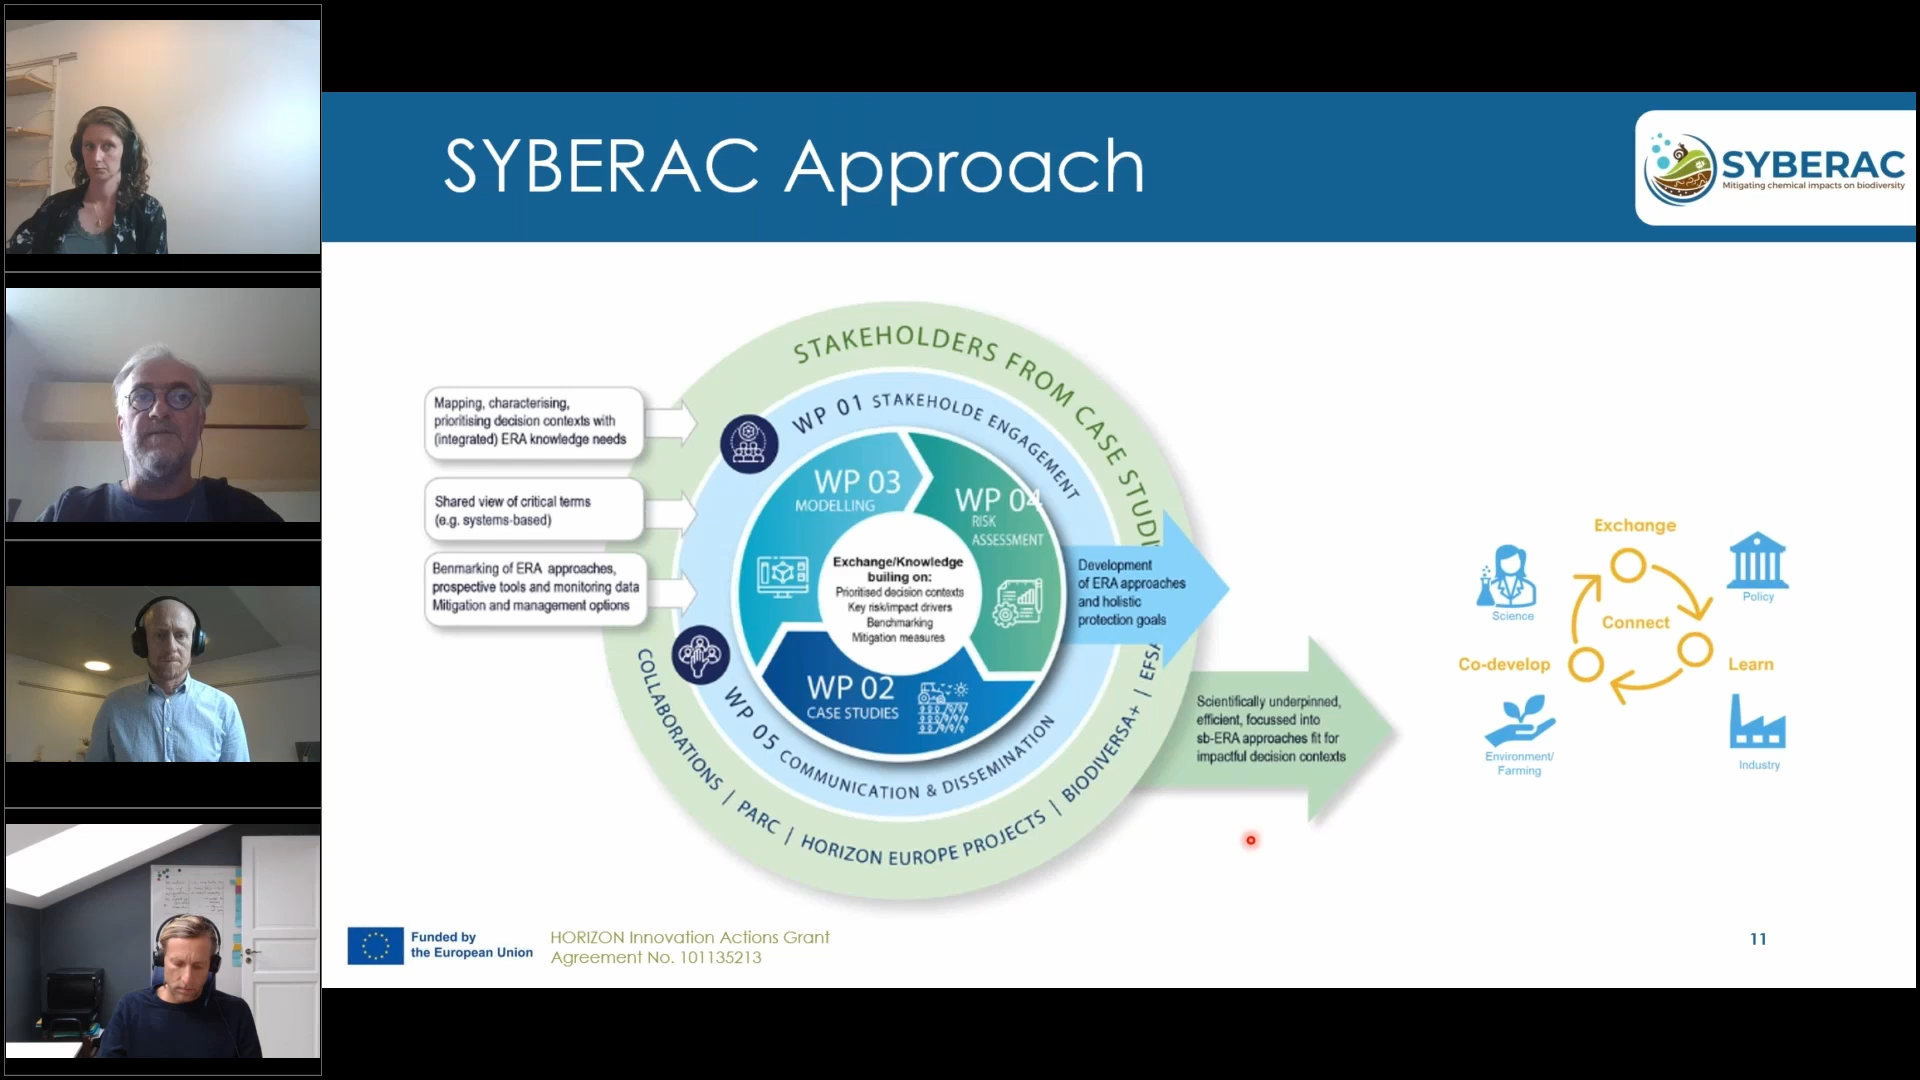 SYBERAC Approach
SYBERAC
Mitigating chemical impacts on biodiversity
STAKEHOLDERS FROM CASE STUDI
Mapping, characterising,
prioritising decision contexts with
(integrated) ERA knowledge needs
Shared view of critical terms
(e.g. systems-based)
Benmarking of ERA approaches,
prospective tools and monitoring data
Mitigation and management options
WP 01 STAKEHOLDE ENGAGEMENT
WP 03
MODELLING
WP 04
RISK
ASSESSMENT
Exchange/Knowledge
builing on:
Prioritised decision contexts
Key risk/impact drivers
Benchmarking
Mitigation measures
WP 02
CASE STUDIES
WP 05 COMMUNICATION & DISSEMINATION
COLLABORATIONS | PARC | HORIZON EUROPE PROJECTS | BIODIVERSA+ | EFSA
Development
of ERA approaches
and holistic
protection goals
Scientifically underpinned,
efficient, focussed into
sb-ERA approaches fit for
impactful decision contexts
Exchange
Science
Policy
Connect
Co-develop
Learn
Environment/
Farming
Industry
Funded by
the European Union
HORIZON Innovation Actions Grant
Agreement No. 101135213
11